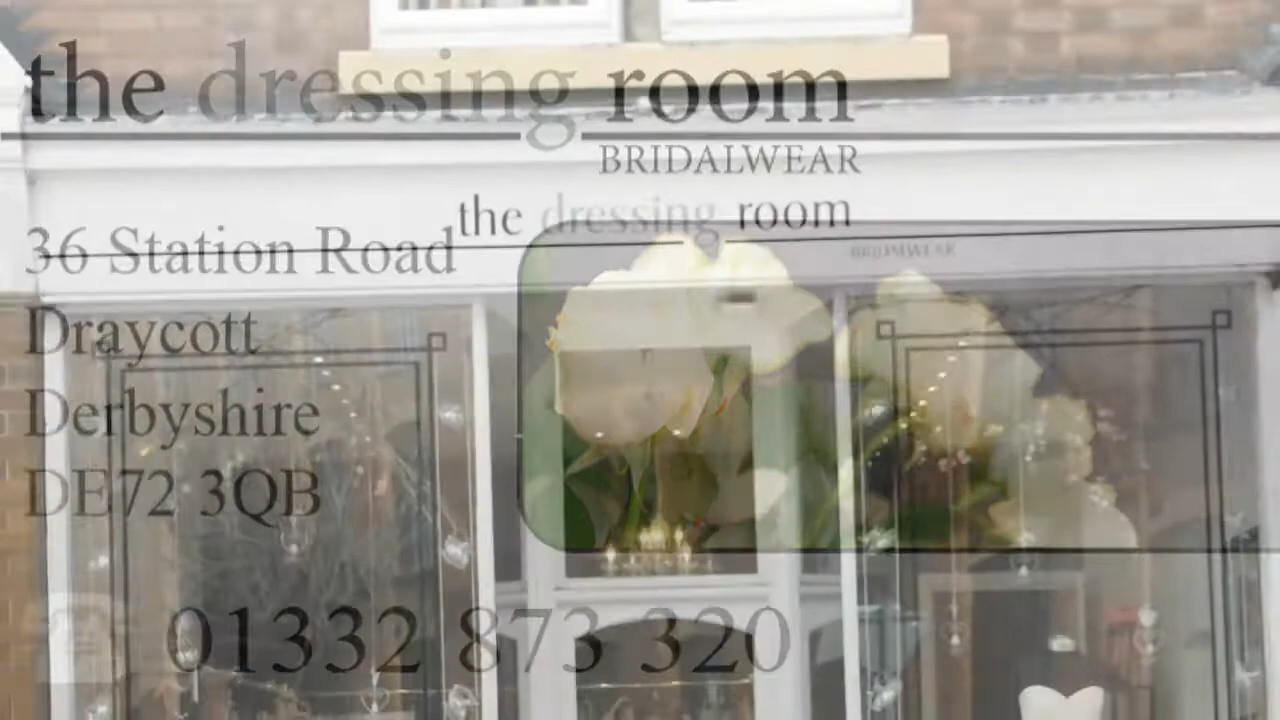 the dressing room
BRIDALWEAR
the dressing room
BRIDALWEAR
36 Station Road
Draycott
Derbyshire
DE72 3QB
01332 873 320